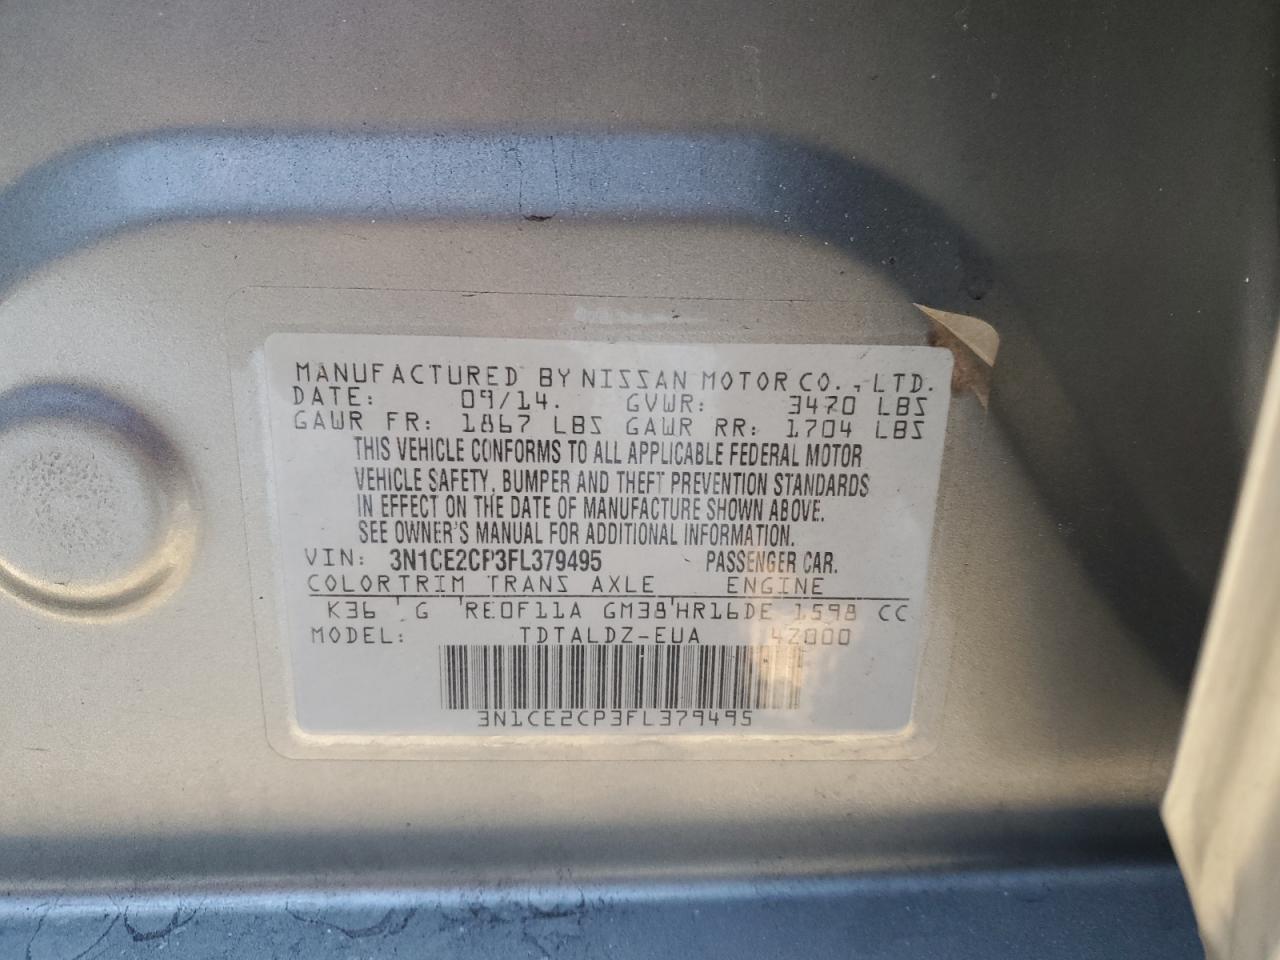 MANUFACTURED BY NISSAN MOTOR CO., LTD.
DATE: 09/14. GVWR: 3470 LBS
GAWR FR: 1867 LBS GAWR RR: 1704 LBS
THIS VEHICLE CONFORMS TO ALL APPLICABLE FEDERAL MOTOR
VEHICLE SAFETY, BUMPER AND THEFT PREVENTION STANDARDS
IN EFFECT ON THE DATE OF MANUFACTURE SHOWN ABOVE.
SEE OWNER'S MANUAL FOR ADDITIONAL INFORMATION.
VIN: 3N1CE2CP3FL379495 PASSENGER CAR.
COLOR TRIM TRANS AXLE ENGINE
K36 G RE0F11A GM38 HR16DE 1598 CC
MODEL: TDTALDZ-EUA 4Z000
3N1CE2CP3FL379495